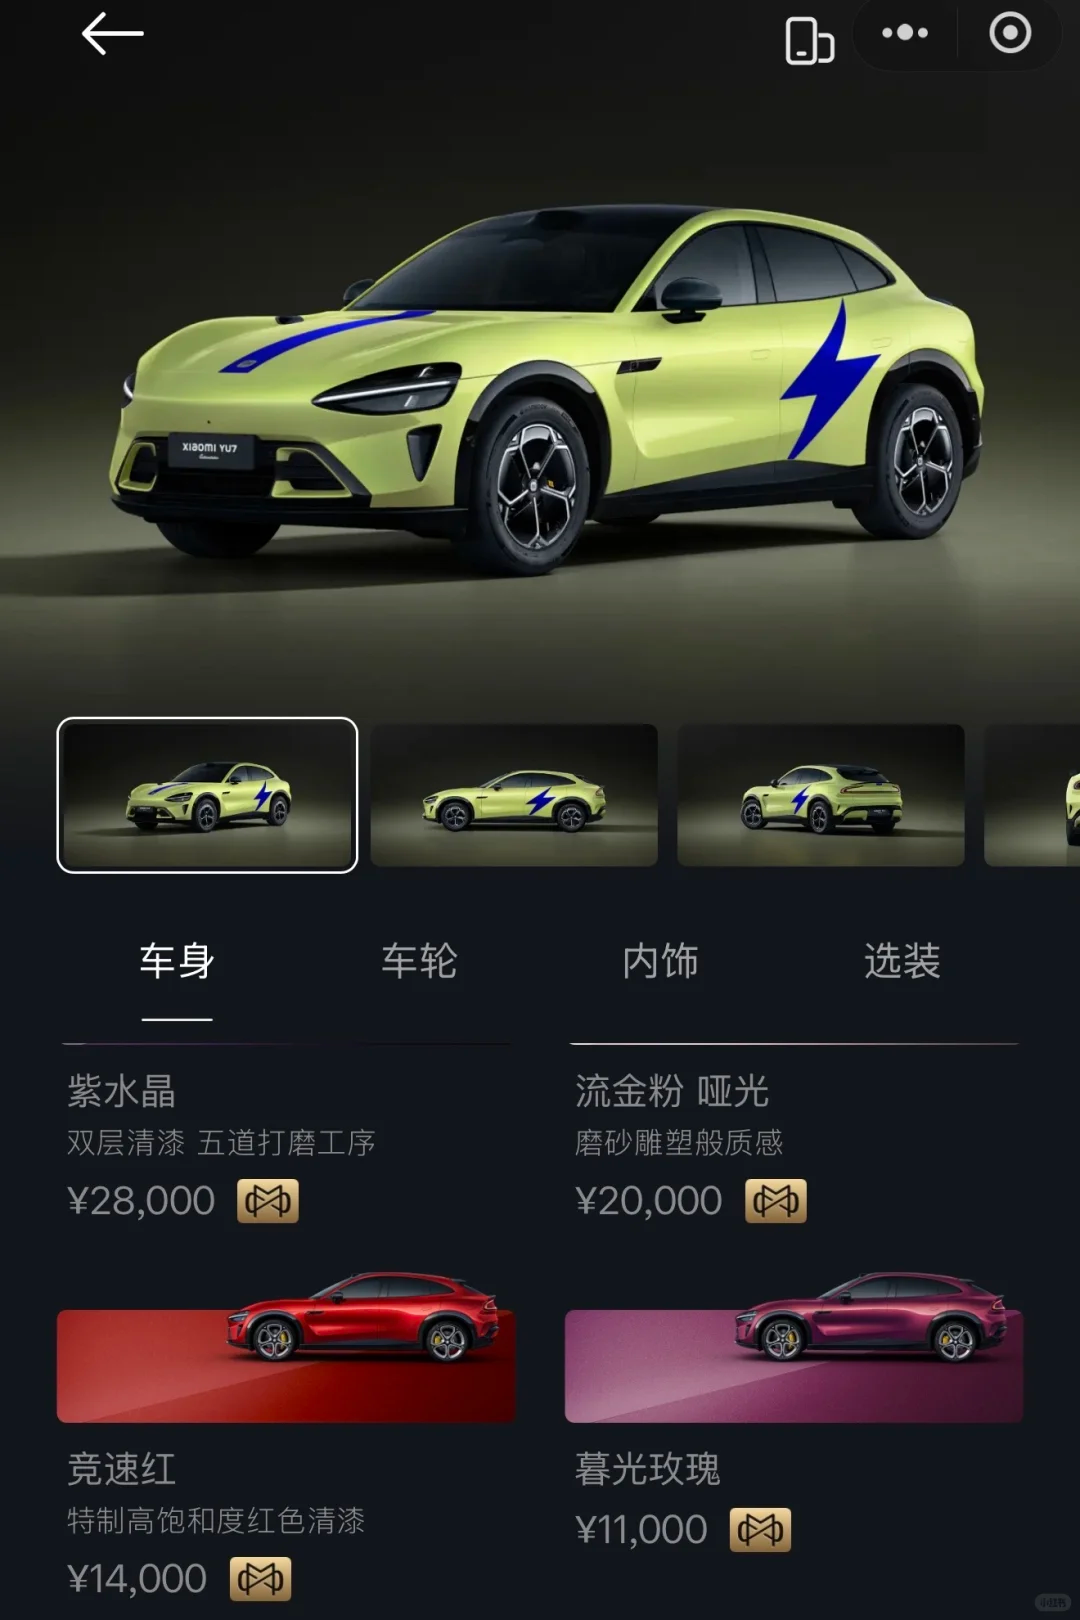 XIAOMI YU7
车身
车轮
内饰
选装
紫水晶
双层清漆 五道打磨工序
¥28,000
流金粉 哑光
磨砂雕塑般质感
¥20,000
竞速红
特制高饱和度红色清漆
¥14,000
暮光玫瑰
¥11,000